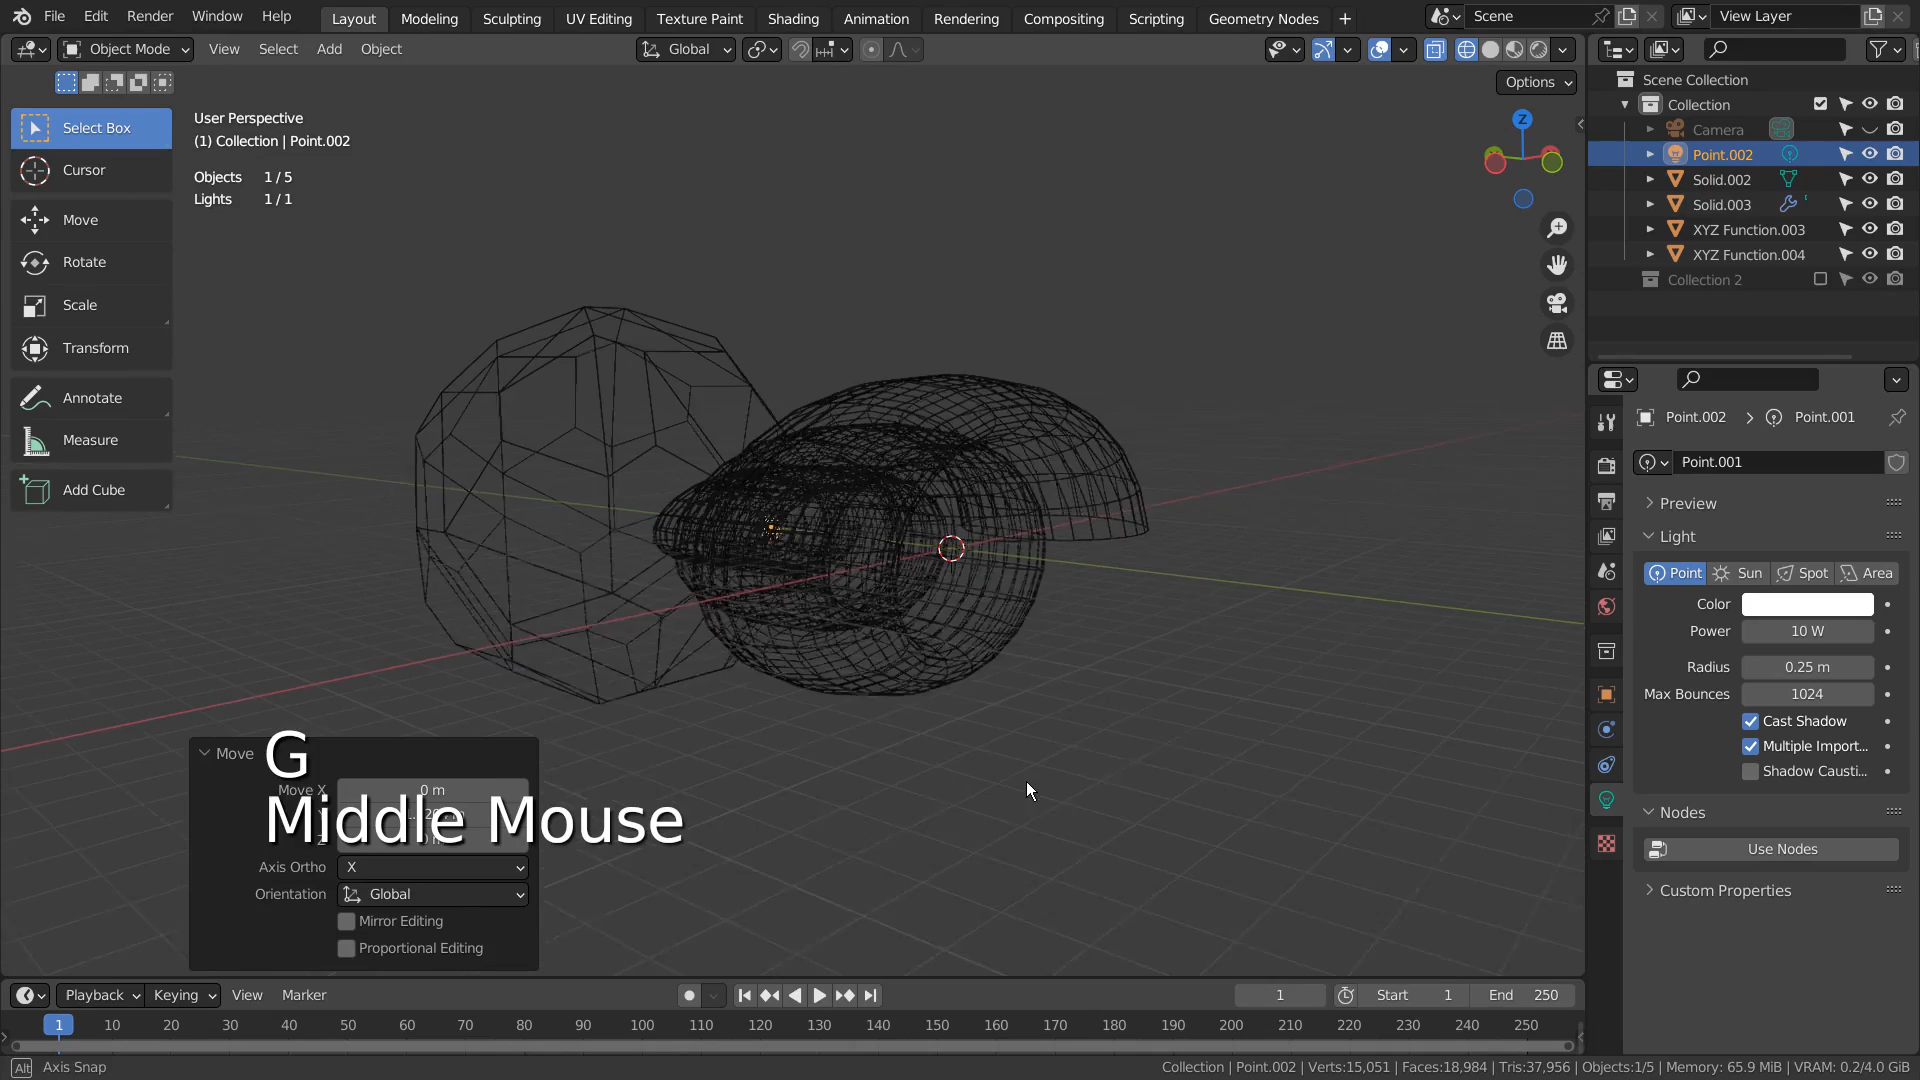 File Edit Render Window Help Layout Modeling Sculpting UV Editing Texture Paint Shading Animation Rendering Compositing Scripting Geometry Nodes + Scene View Layer
Object Mode View Select Add Object Global
Options
Select Box
Cursor
Move
Rotate
Scale
Transform
Annotate
Measure
Add Cube
User Perspective
(1) Collection | Point.002
Objects 1 / 5
Lights 1 / 1
Z
Scene Collection
Collection
Camera
Point.002
Solid.002
Solid.003
XYZ Function.003
XYZ Function.004
Collection 2
Point.002 Point.001
Point.001
Preview
Light
Point Sun Spot Area
Color
Power 10 W
Radius 0.25 m
Max Bounces 1024
Cast Shadow
Multiple Import...
Shadow Causti...
Nodes
Use Nodes
Custom Properties
G
Middle Mouse
Move
Move X 0 m
Axis Ortho X
Orientation Global
Mirror Editing
Proportional Editing
Playback Keying View Marker 1 Start 1 End 250
1 10 20 30 40 50 60 70 80 90 100 110 120 130 140 150 160 170 180 190 200 210 220 230 240 250
Alt Axis Snap
Collection | Point.002 | Verts:15,051 | Faces:18,984 | Tris:37,956 | Objects:1/5 | Memory: 65.9 MiB | VRAM: 0.2/4.0 GiB